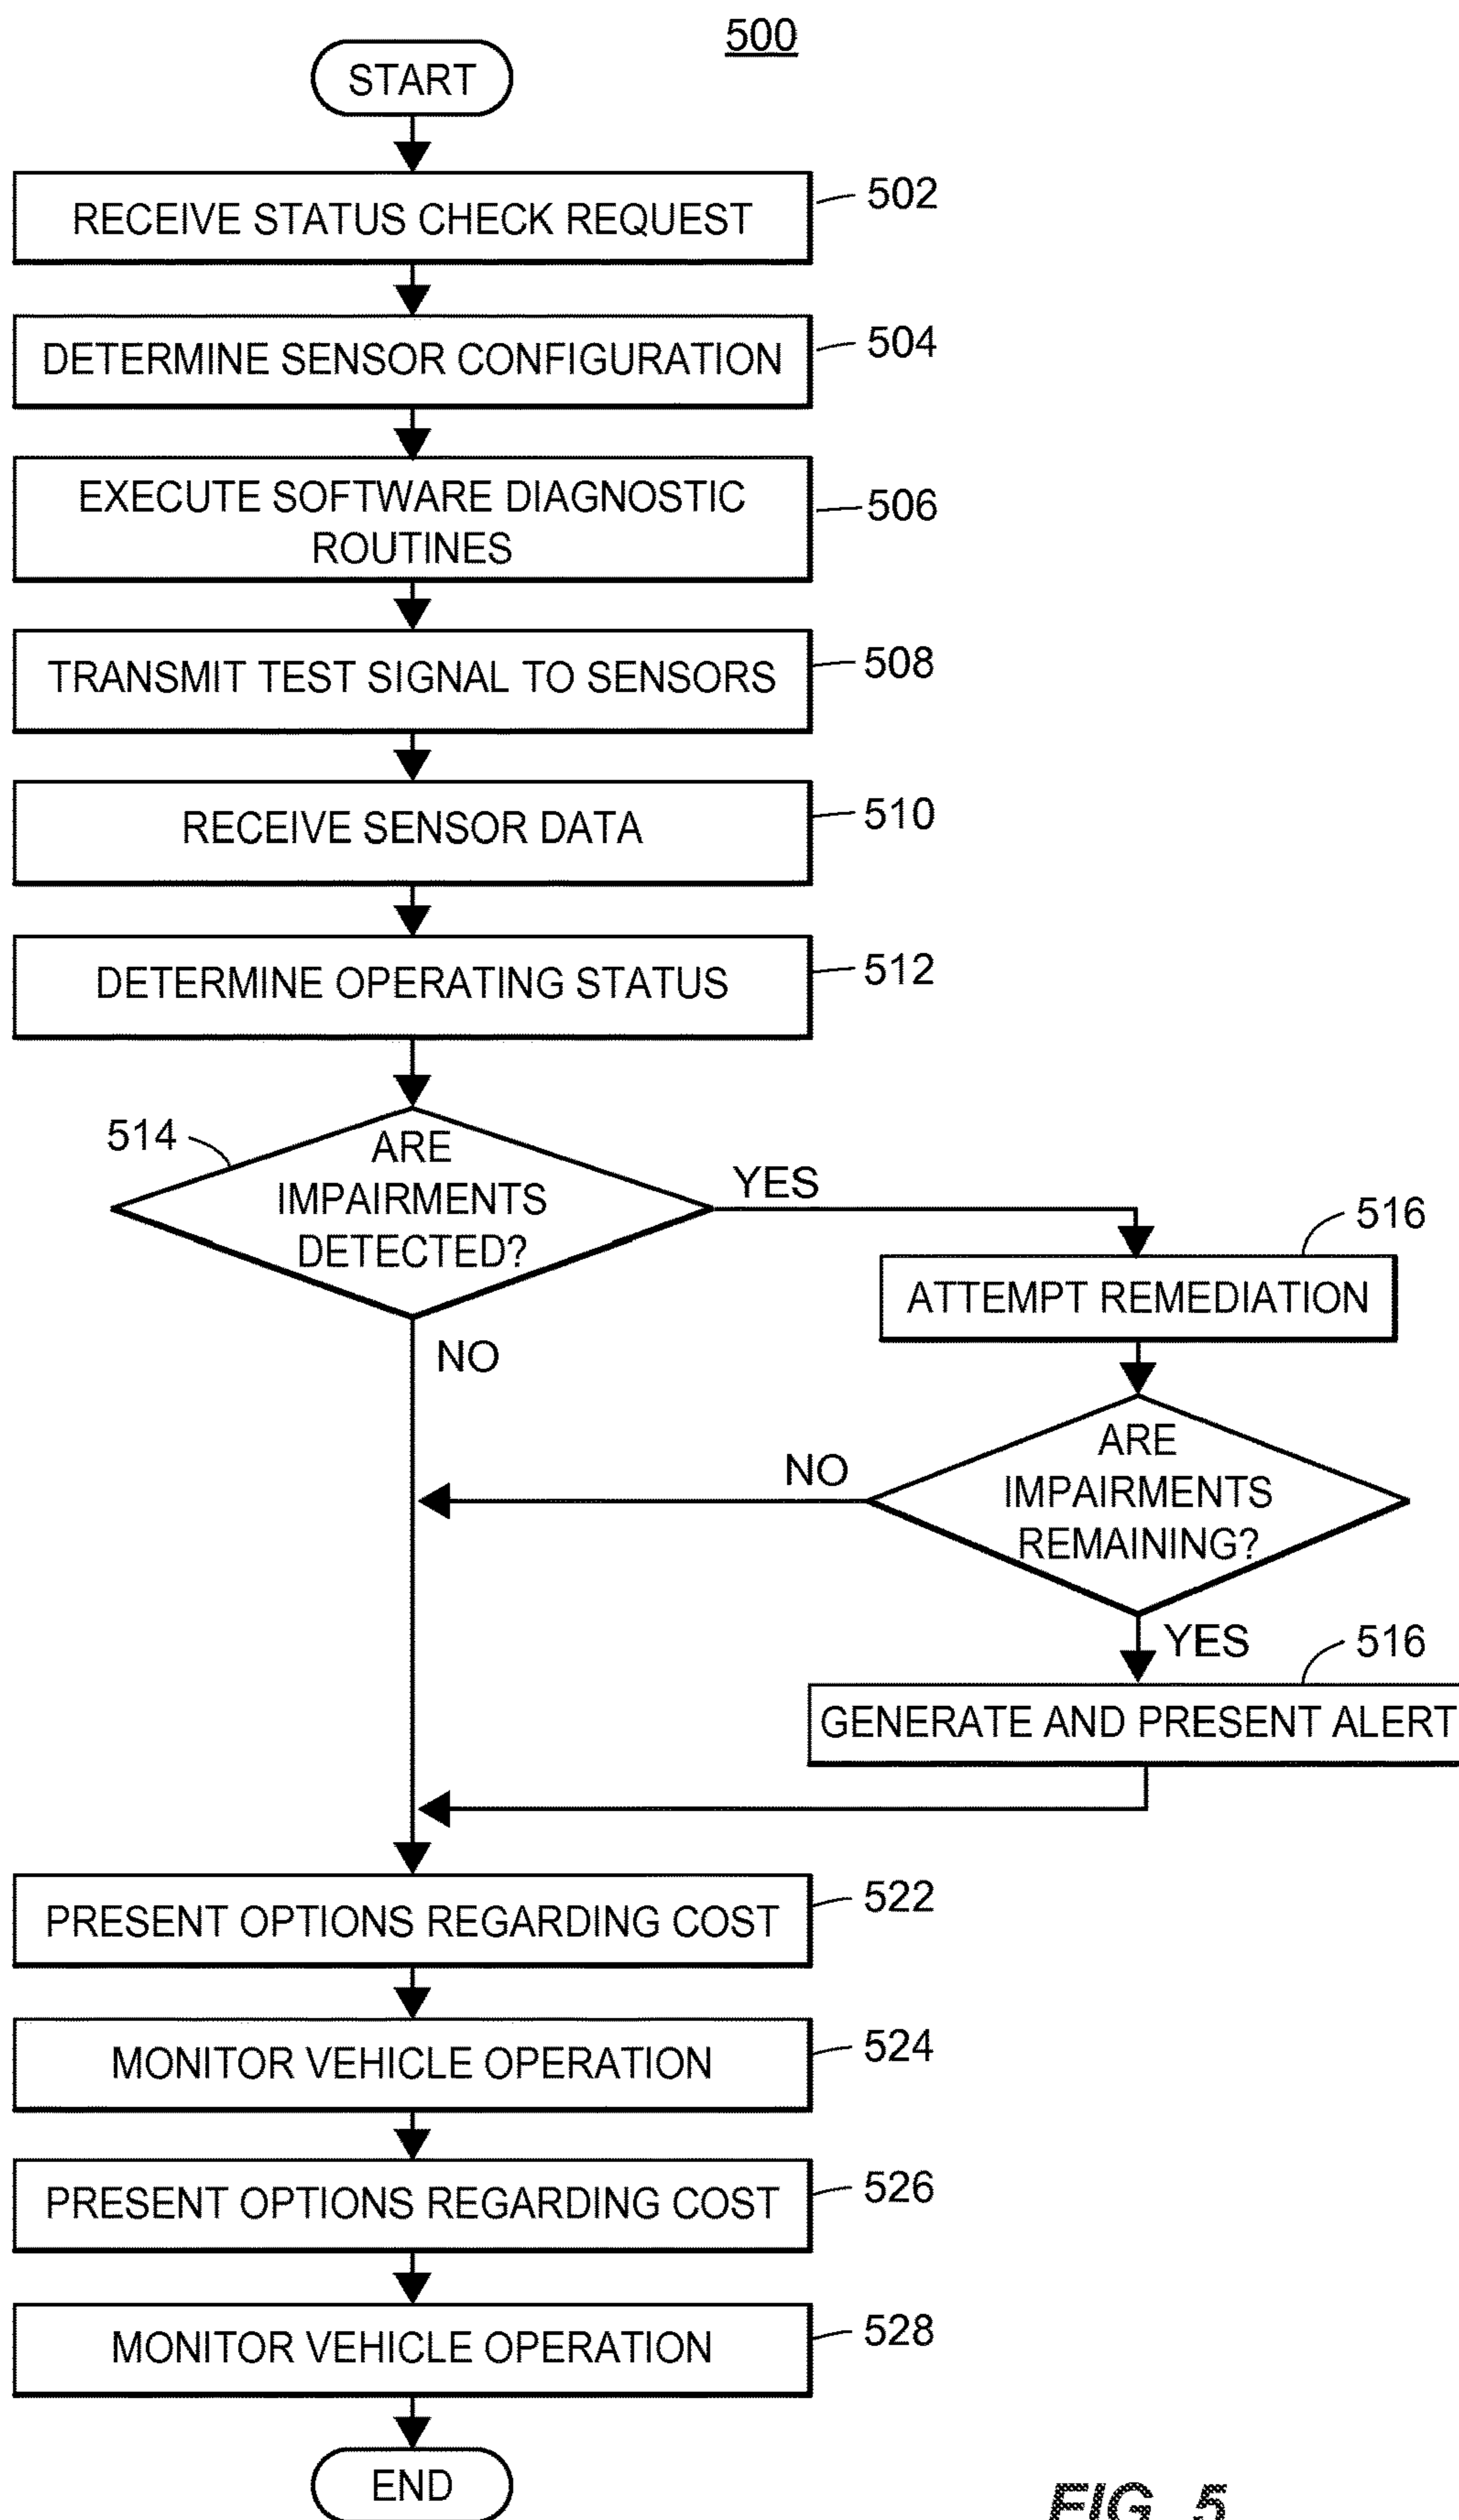 500
START
RECEIVE STATUS CHECK REQUEST
502
DETERMINE SENSOR CONFIGURATION
504
EXECUTE SOFTWARE DIAGNOSTIC
ROUTINES
506
TRANSMIT TEST SIGNAL TO SENSORS
508
RECEIVE SENSOR DATA
510
DETERMINE OPERATING STATUS
512
514
ARE
IMPAIRMENTS
DETECTED?
YES
NO
516
ATTEMPT REMEDIATION
ARE
IMPAIRMENTS
REMAINING?
NO
YES
516
GENERATE AND PRESENT ALERT
PRESENT OPTIONS REGARDING COST
522
MONITOR VEHICLE OPERATION
524
PRESENT OPTIONS REGARDING COST
526
MONITOR VEHICLE OPERATION
528
END
FIG. 5